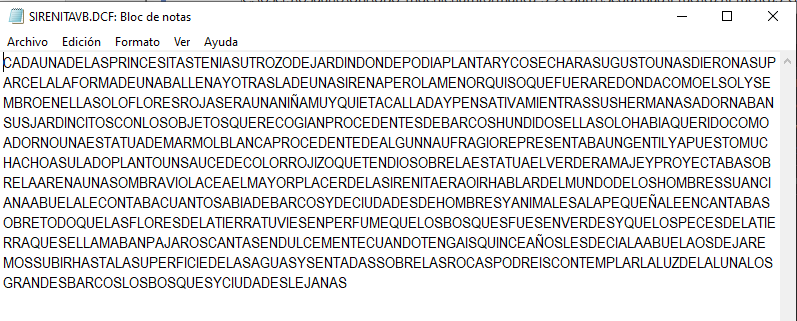 SIRENITAVB.DCF: Bloc de notas
Archivo Edición Formato Ver Ayuda
CADAUNADELASPRINCESITASTENIASUTROZODEJARDINDONDEPODIAPLANTARYCOSECHARASUGUSTOUNASDIERONASUP
ARCELALAFORMADEUNABALLENAYOTRASLADEUNASIRENAPEROLAMENORQUISOQUEFUERAREDONDACOMOELSOLYSE
MBROENELLASOLOFLORESROJASERAUNANIÑAMUYQUIETACALLADAYPENSATIVAMIENTRASSUSHERMANASADORNABAN
SUSJARDINCITOSCONLOSOBJETOSQUERECOGIANPROCEDENTESDEBARCOSHUNDIDOSELLASOLOHABIAQUERIDOCOMO
ADORNOUNAESTATUADEMARMOLBLANCAPROCEDENTEDEALGUNNAUFRAGIOREPRESENTABAUNGENTILYAPUESTOMUC
HACHOASULADOPLANTOUNSAUCEDECOLORROJIZOQUETENDIOSOBRELAESTATUAELVERDERAMAJEYPROYECTABASOB
RELAARENAUNASOMBRAVIOLACEAELMAYORPLACERDELASIRENITAERAOIRHABLARDELMUNDODELOSHOMBRESSUANCI
ANAABUELALECONTABACUANTOSABIADEBARCOSYDECIUDADESDEHOMBRESYANIMALESALAPEQUEÑALEENCANTABAS
OBRETODOQUELASFLORESDELATIERRATUVIESENPERFUMEQUELOSBOSQUESFUESENVERDESYQUELOSPECESDELATIE
RRAQUESELLAMABANPAJAROSCANTASENDULCEMENTECUANDOTENGAISQUINCEAÑOSLESDECIALAABUELAOSDEJARE
MOSSUBIRHASTALASUPERFICIEDELASAGUASYSENTADASSOBRELASROCASPODREISCONTEMPLARLALUZDELALUNALOS
GRANDESBARCOSLOSBOSQUESYCIUDADESLEJANAS